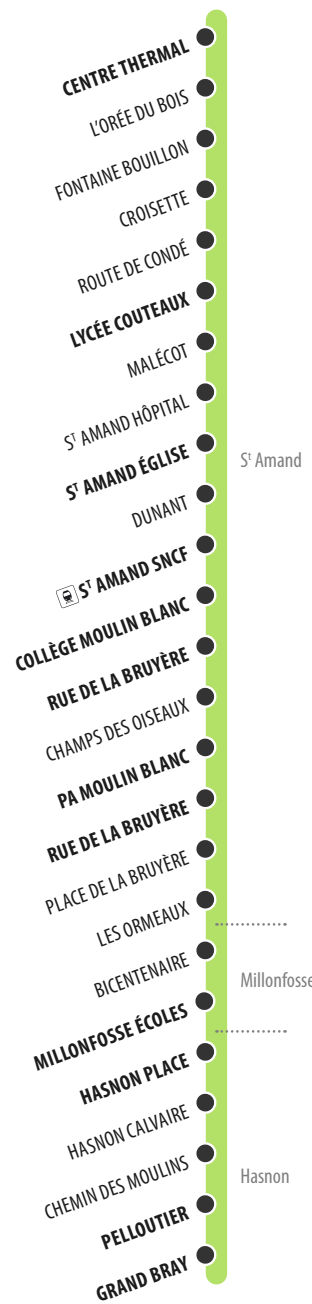 CENTRE THERMAL
L'ORÉE DU BOIS
FONTAINE BOUILLON
CROISETTE
ROUTE DE CONDÉ
LYCÉE COUTEAUX
MALÉCOT
Sᵀ AMAND HÔPITAL
Sᵀ AMAND ÉGLISE
Sᵗ Amand
DUNANT
Sᵀ AMAND SNCF
COLLÈGE MOULIN BLANC
RUE DE LA BRUYÈRE
CHAMPS DES OISEAUX
PA MOULIN BLANC
RUE DE LA BRUYÈRE
PLACE DE LA BRUYÈRE
LES ORMEAUX
BICENTENAIRE
Millonfosse
MILLONFOSSE ÉCOLES
HASNON PLACE
HASNON CALVAIRE
CHEMIN DES MOULINS
Hasnon
PELLOUTIER
GRAND BRAY